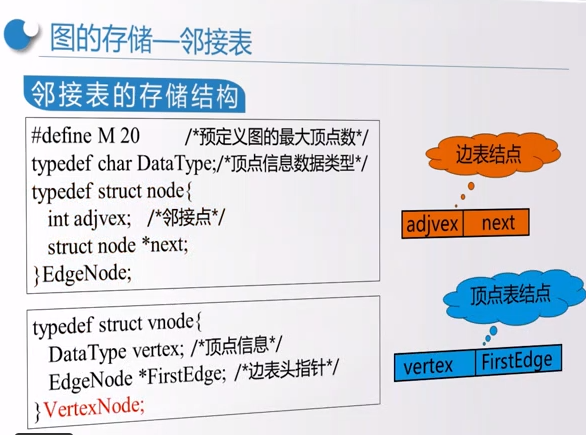 图的存储—邻接表
邻接表的存储结构
#define M 20 /*预定义图的最大顶点数*/
typedef char DataType;/*顶点信息数据类型*/
typedef struct node{
int adjvex; /*邻接点*/
struct node *next;
}EdgeNode;
边表结点
adjvex next
typedef struct vnode{
DataType vertex; /*顶点信息*/
EdgeNode *FirstEdge; /*边表头指针*/
}VertexNode;
顶点表结点
vertex FirstEdge